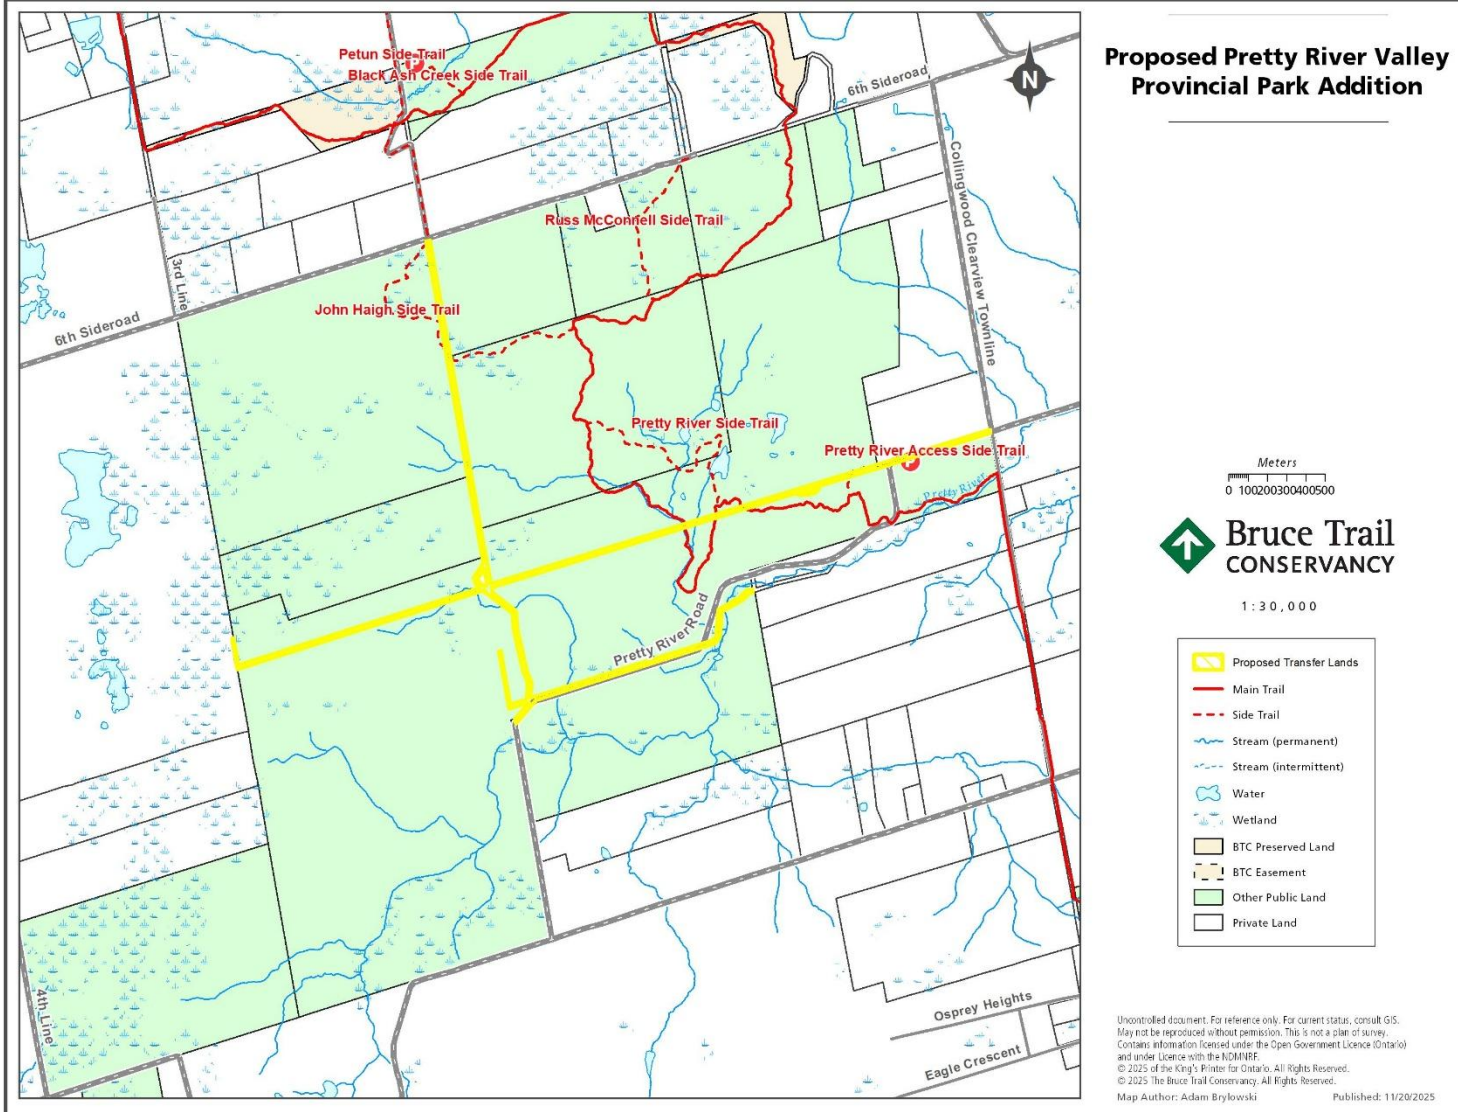 Proposed Pretty River Valley
Provincial Park Addition
Petun Side Trail
Black Ash Creek Side Trail
P
N
6th Sideroad
Collingwood Clearview Townline
Russ McConnell Side Trail
3rd Line
John Haigh Side Trail
6th Sideroad
Pretty River Side Trail
Pretty River Access Side Trail
P
Pretty River
Pretty River Road
4th Line
Osprey Heights
Eagle Crescent
Meters
0 100200300400500
Bruce Trail
CONSERVANCY
1:30,000
Proposed Transfer Lands
Main Trail
Side Trail
Stream (permanent)
Stream (intermittent)
Water
Wetland
BTC Preserved Land
BTC Easement
Other Public Land
Private Land
Uncontrolled document. For reference only. For current status, consult GIS.
May not be reproduced without permission. This is not a plan of survey.
Contains information licensed under the Open Government Licence (Ontario)
and under Licence with the NDMNRF.
© 2025 of the King's Printer for Ontario. All Rights Reserved.
© 2025 The Bruce Trail Conservancy. All Rights Reserved.
Map Author: Adam Brylowski Published: 11/20/2025